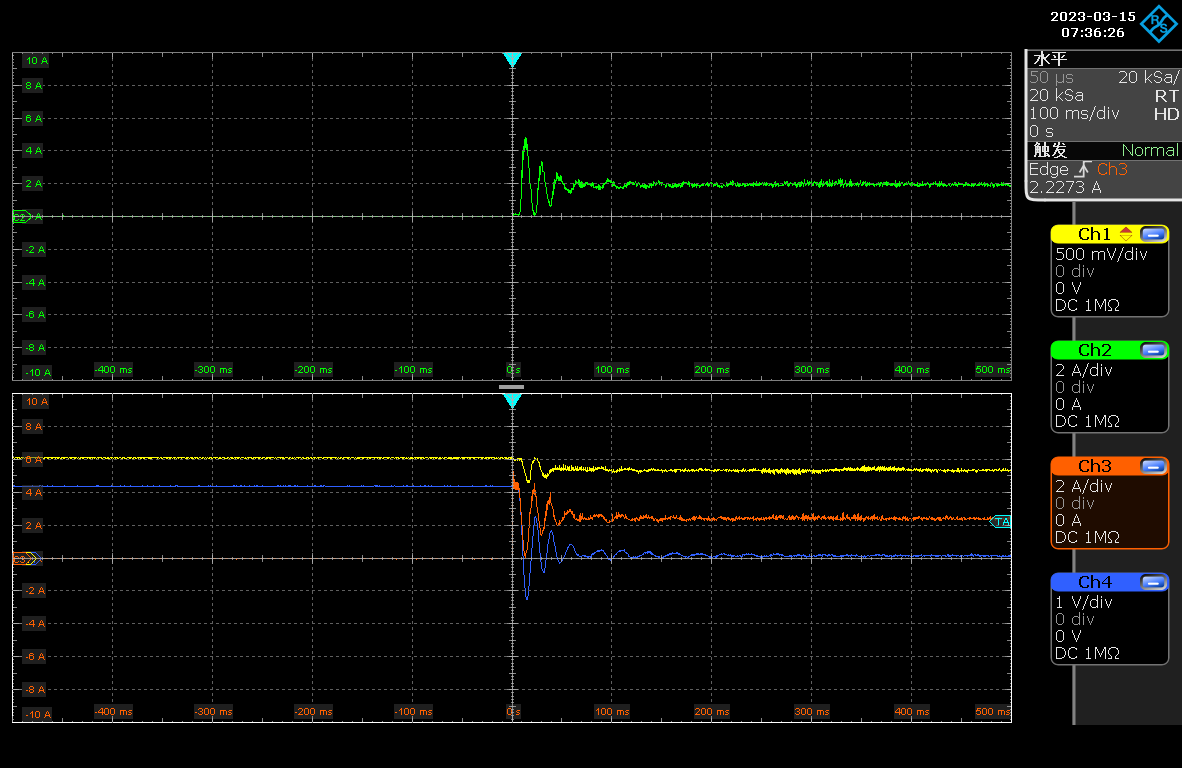 2023-03-15
07:36:26
R S
水平
50 µs 20 kSa/
20 kSa RT
100 ms/div HD
0 s
触发 Normal
Edge Ch3
2.2273 A
Ch1
500 mV/div
0 div
0 V
DC 1MΩ
Ch2
2 A/div
0 div
0 A
DC 1MΩ
Ch3
2 A/div
0 div
0 A
DC 1MΩ
Ch4
1 V/div
0 div
0 V
DC 1MΩ
10 A
8 A
6 A
4 A
2 A
C2 A
-2 A
-4 A
-6 A
-8 A
-10 A
-400 ms -300 ms -200 ms -100 ms 0 s 100 ms 200 ms 300 ms 400 ms 500 ms
10 A
8 A
6 A
4 A
2 A
TA
C3 A
-2 A
-4 A
-6 A
-8 A
-10 A
-400 ms -300 ms -200 ms -100 ms 0 s 100 ms 200 ms 300 ms 400 ms 500 ms